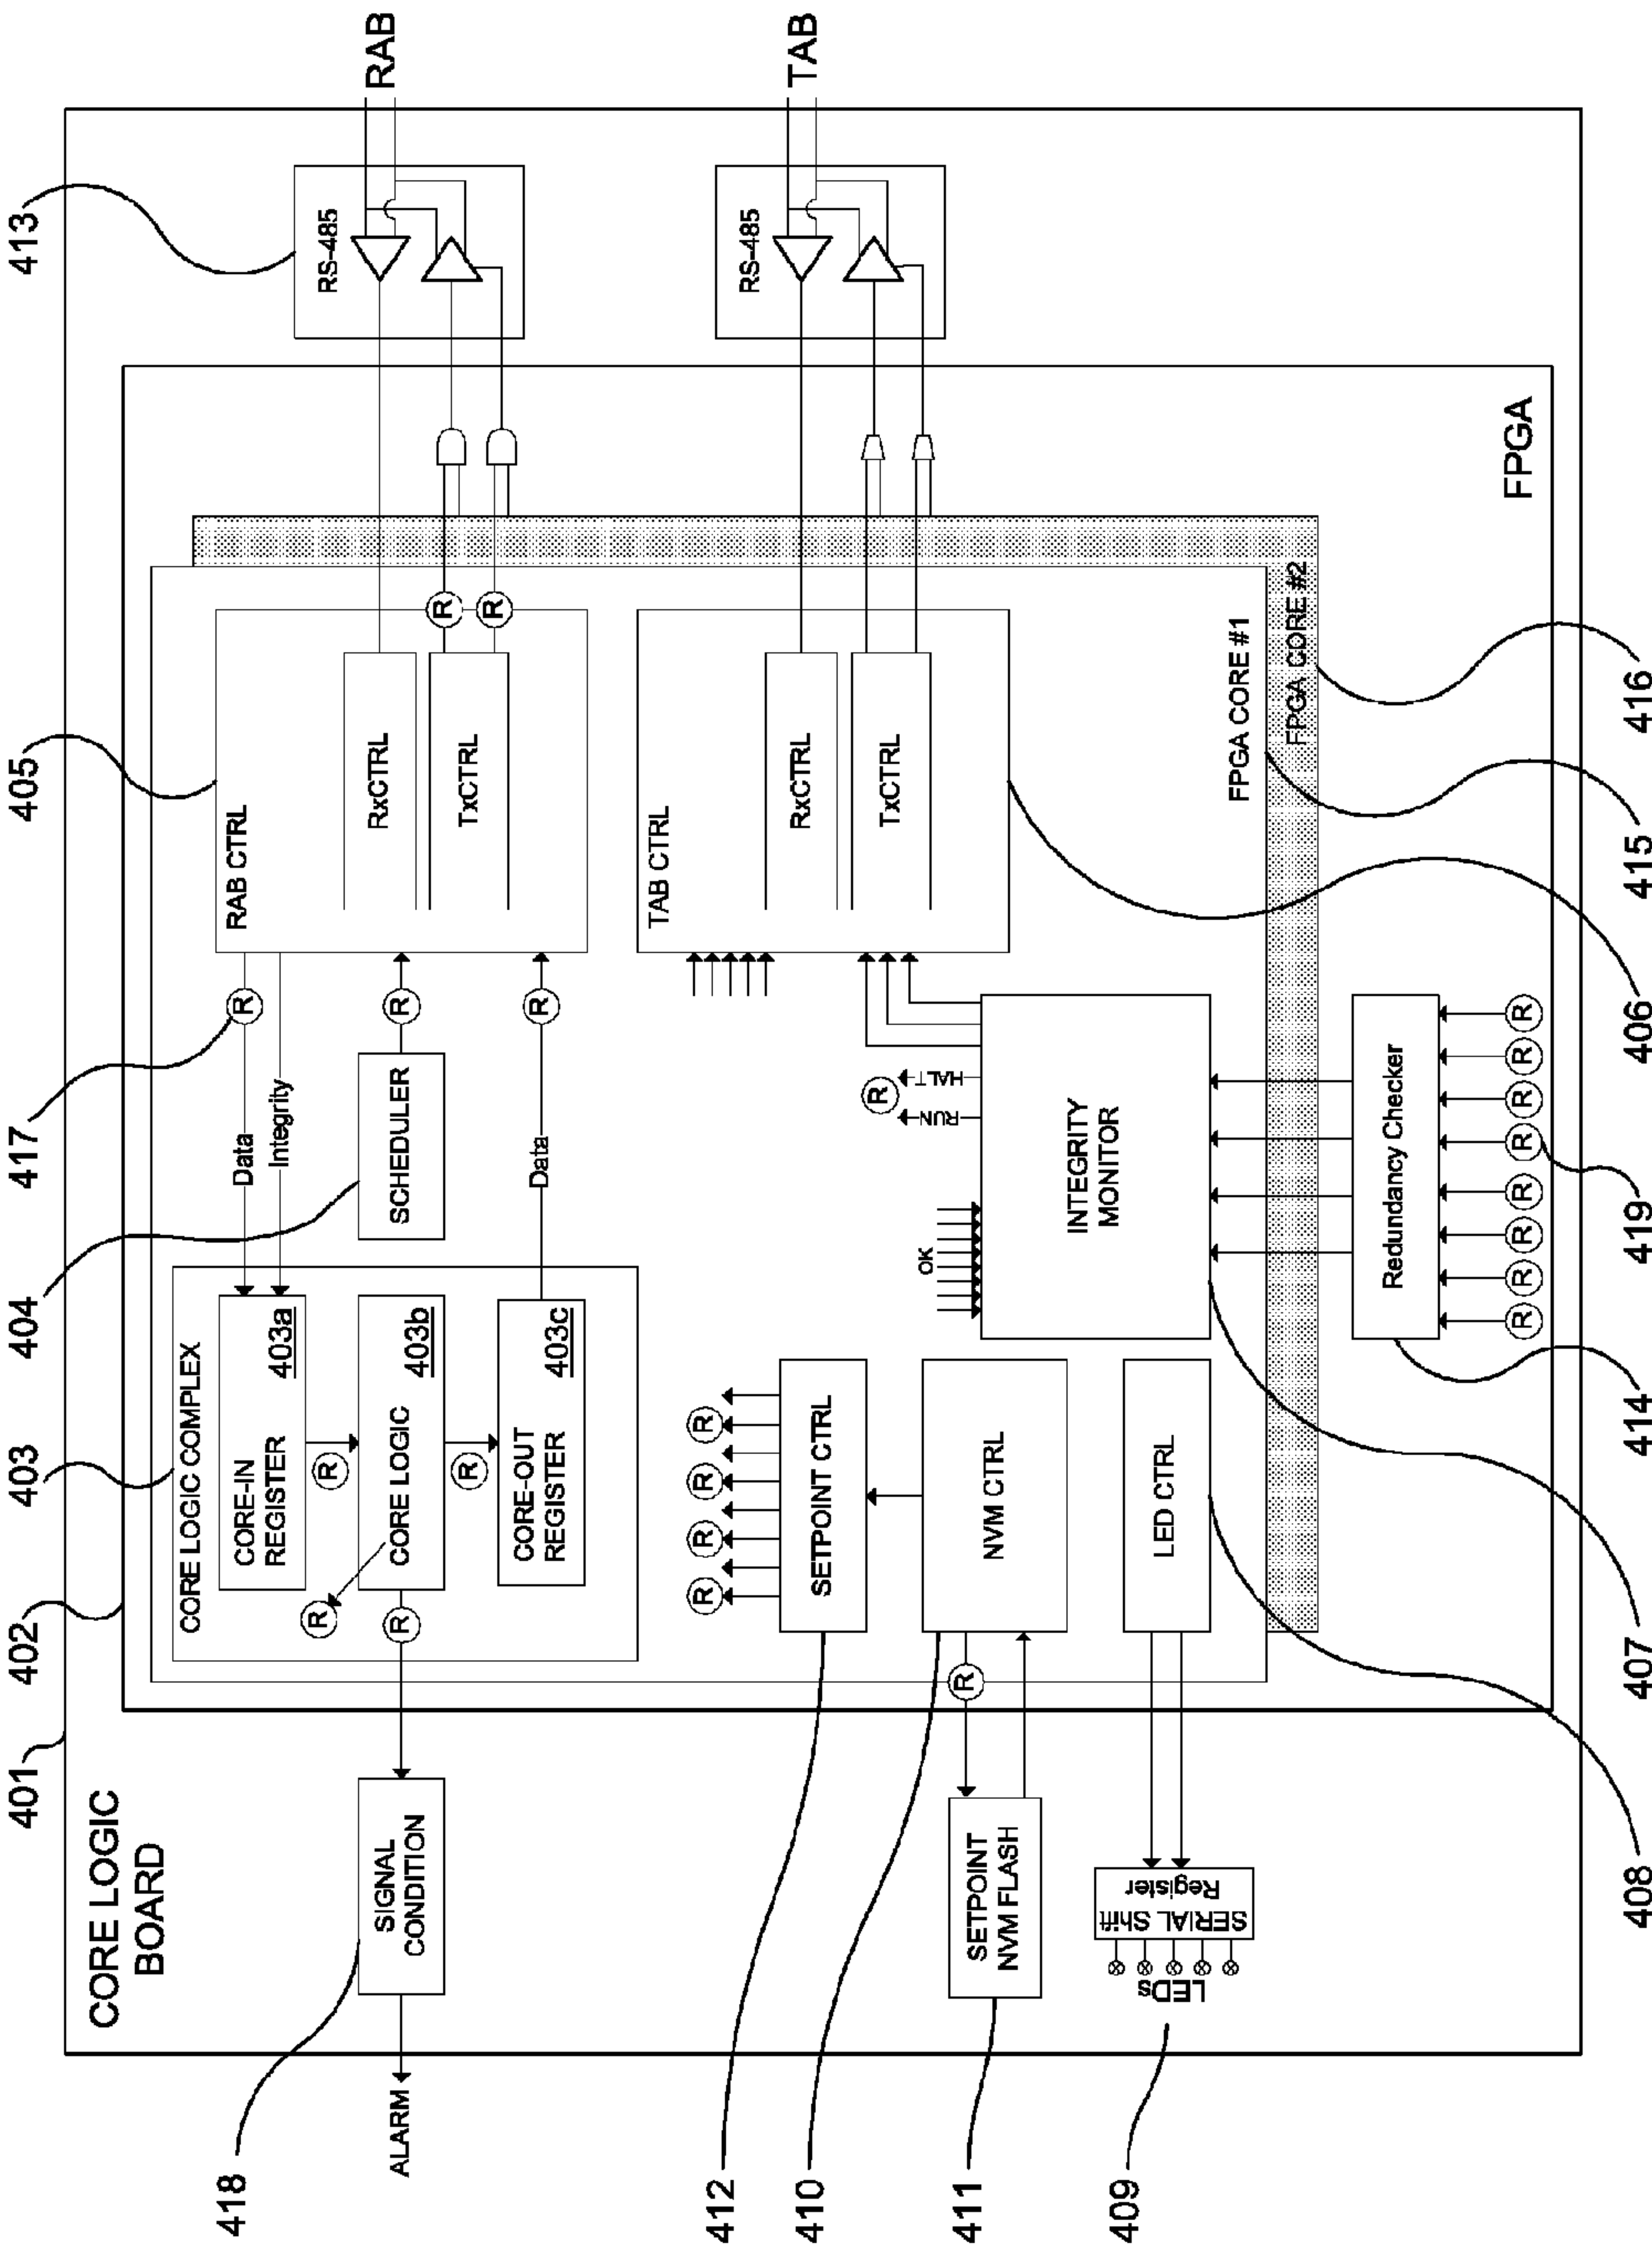 CORE LOGIC
BOARD
401
402
403
404
417
405
413
418
ALARM
SIGNAL
CONDITION
CORE LOGIC COMPLEX
CORE-IN
REGISTER
403a
R
CORE LOGIC
403b
R
R
R
CORE-OUT
REGISTER
403c
Data
R
Integrity
SCHEDULER
R
Data
R
RAB CTRL
RxCTRL
TxCTRL
R
R
RS-485
RAB
412
410
411
409
SETPOINT CTRL
R
R
R
R
NVM CTRL
R
SETPOINT
NVM FLASH
LED CTRL
SERIAL Shift
Register
LEDs
OK
INTEGRITY
MONITOR
RUN
HALT
R
TAB CTRL
RxCTRL
TxCTRL
RS-485
TAB
FPGA CORE #1
FPGA CORE #2
FPGA
Redundancy Checker
R
R
R
R
R
R
R
R
408
407
414
419
406
415
416